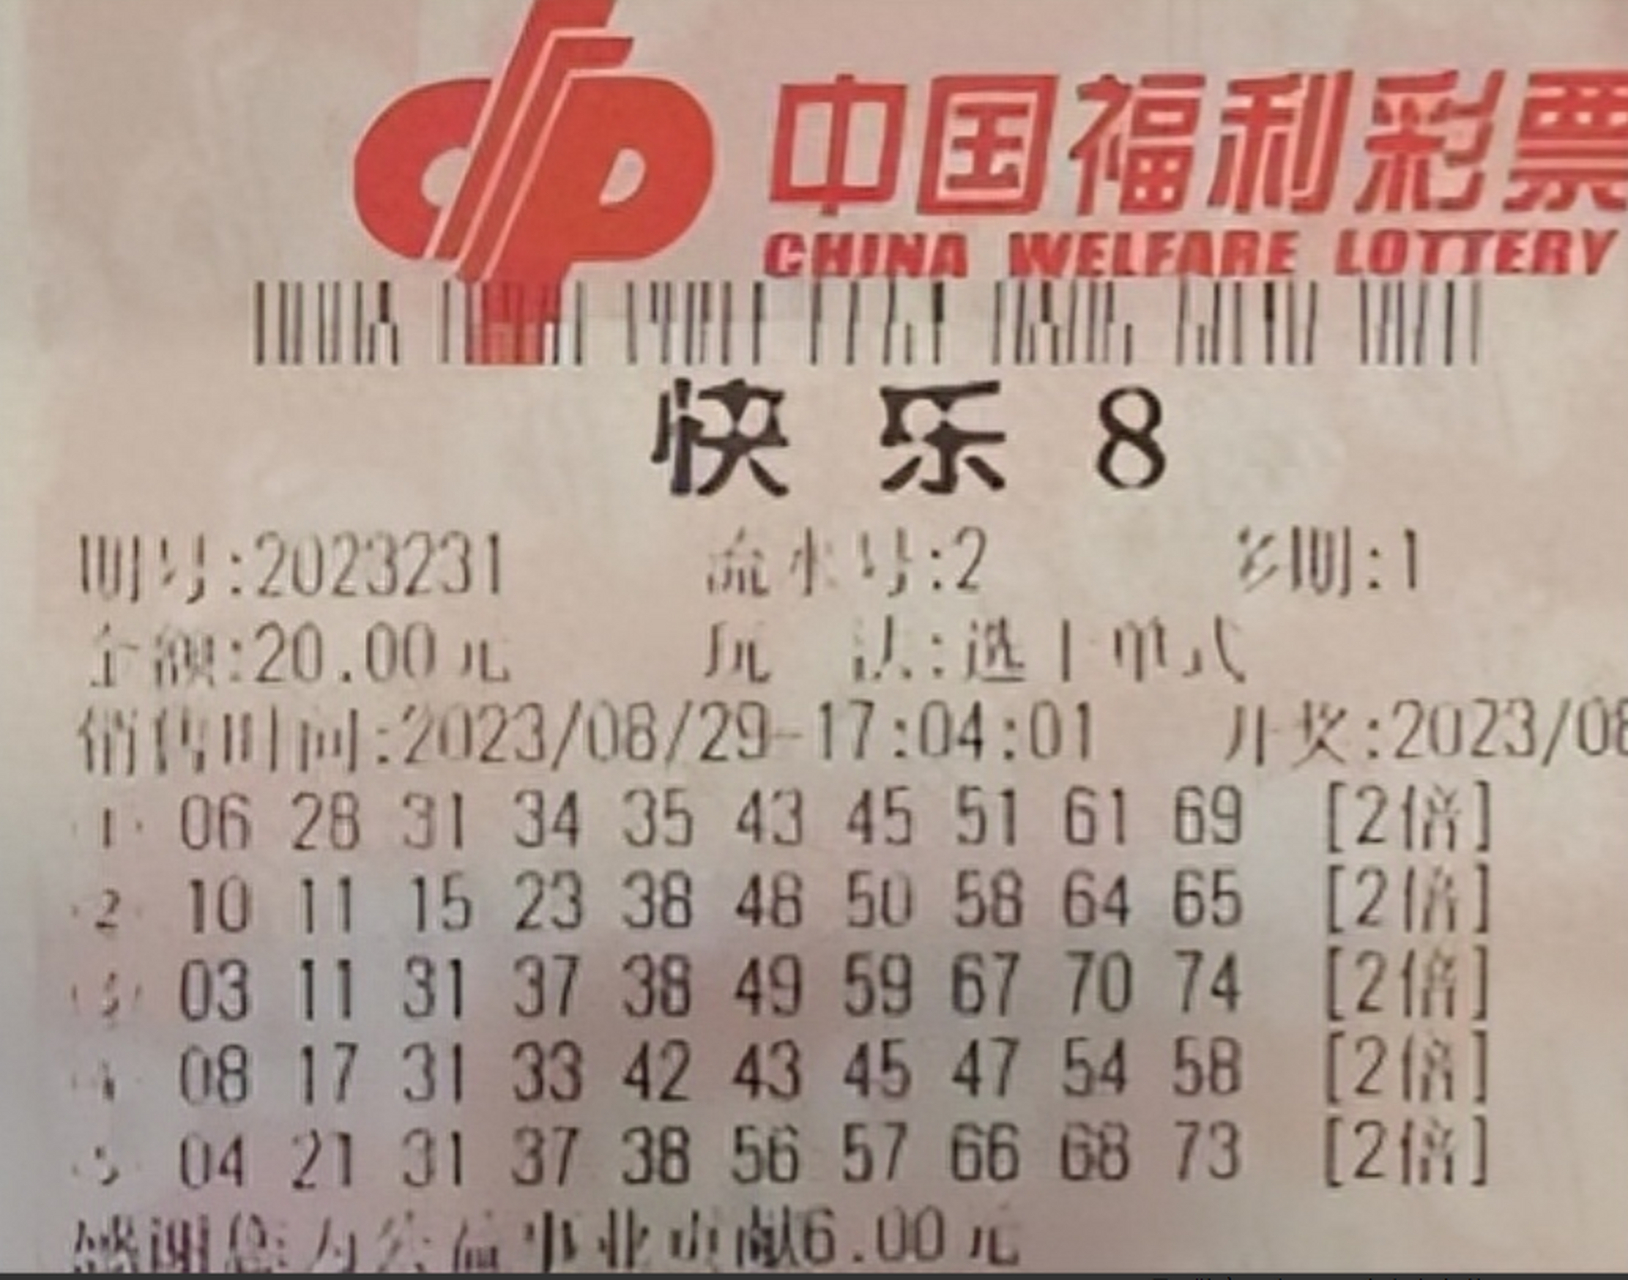 中国福利彩票
CHINA WELFARE LOTTERY
快乐8
期号:2023231 流水号:2 多期:1
金额:20.00元 玩 法:选十单式
销售时间:2023/08/29-17:04:01 开奖:2023/08
1 06 28 31 34 35 43 45 51 61 69 [2倍]
2 10 11 15 23 38 48 50 58 64 65 [2倍]
3 03 11 31 37 38 49 59 67 70 74 [2倍]
4 08 17 31 33 42 43 45 47 54 58 [2倍]
5 04 21 31 37 38 56 57 66 68 73 [2倍]
感谢您为公益事业贡献6.00元